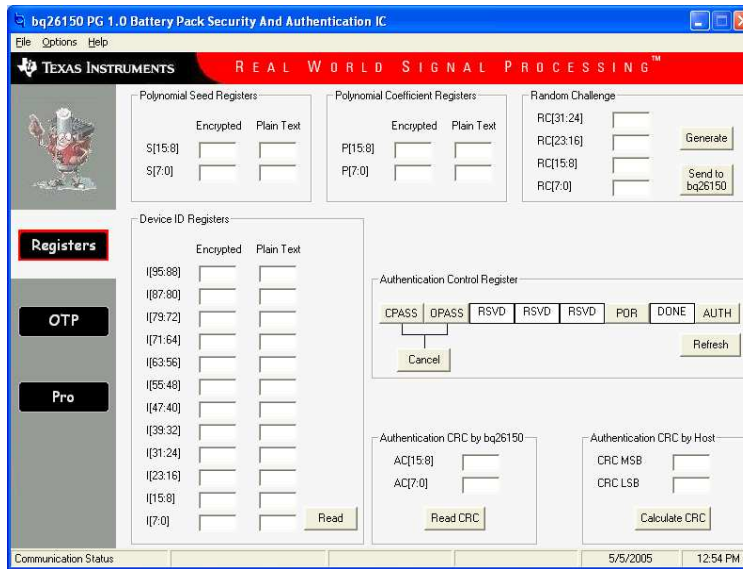 bq26150 PG 1.0 Battery Pack Security And Authentication IC
File Options Help
TEXAS INSTRUMENTS REAL WORLD SIGNAL PROCESSING™
Polynomial Seed Registers
Encrypted Plain Text
S[15:8]
S[7:0]
Polynomial Coefficient Registers
Encrypted Plain Text
P[15:8]
P[7:0]
Random Challenge
RC[31:24]
RC[23:16]
RC[15:8]
RC[7:0]
Generate
Send to
bq26150
Registers
OTP
Pro
Device ID Registers
Encrypted Plain Text
I[95:88]
I[87:80]
I[79:72]
I[71:64]
I[63:56]
I[55:48]
I[47:40]
I[39:32]
I[31:24]
I[23:16]
I[15:8]
I[7:0]
Read
Authentication Control Register
CPASS OPASS RSVD RSVD RSVD POR DONE AUTH
Cancel
Refresh
Authentication CRC by bq26150
AC[15:8]
AC[7:0]
Read CRC
Authentication CRC by Host
CRC MSB
CRC LSB
Calculate CRC
Communication Status 5/5/2005 12:54 PM